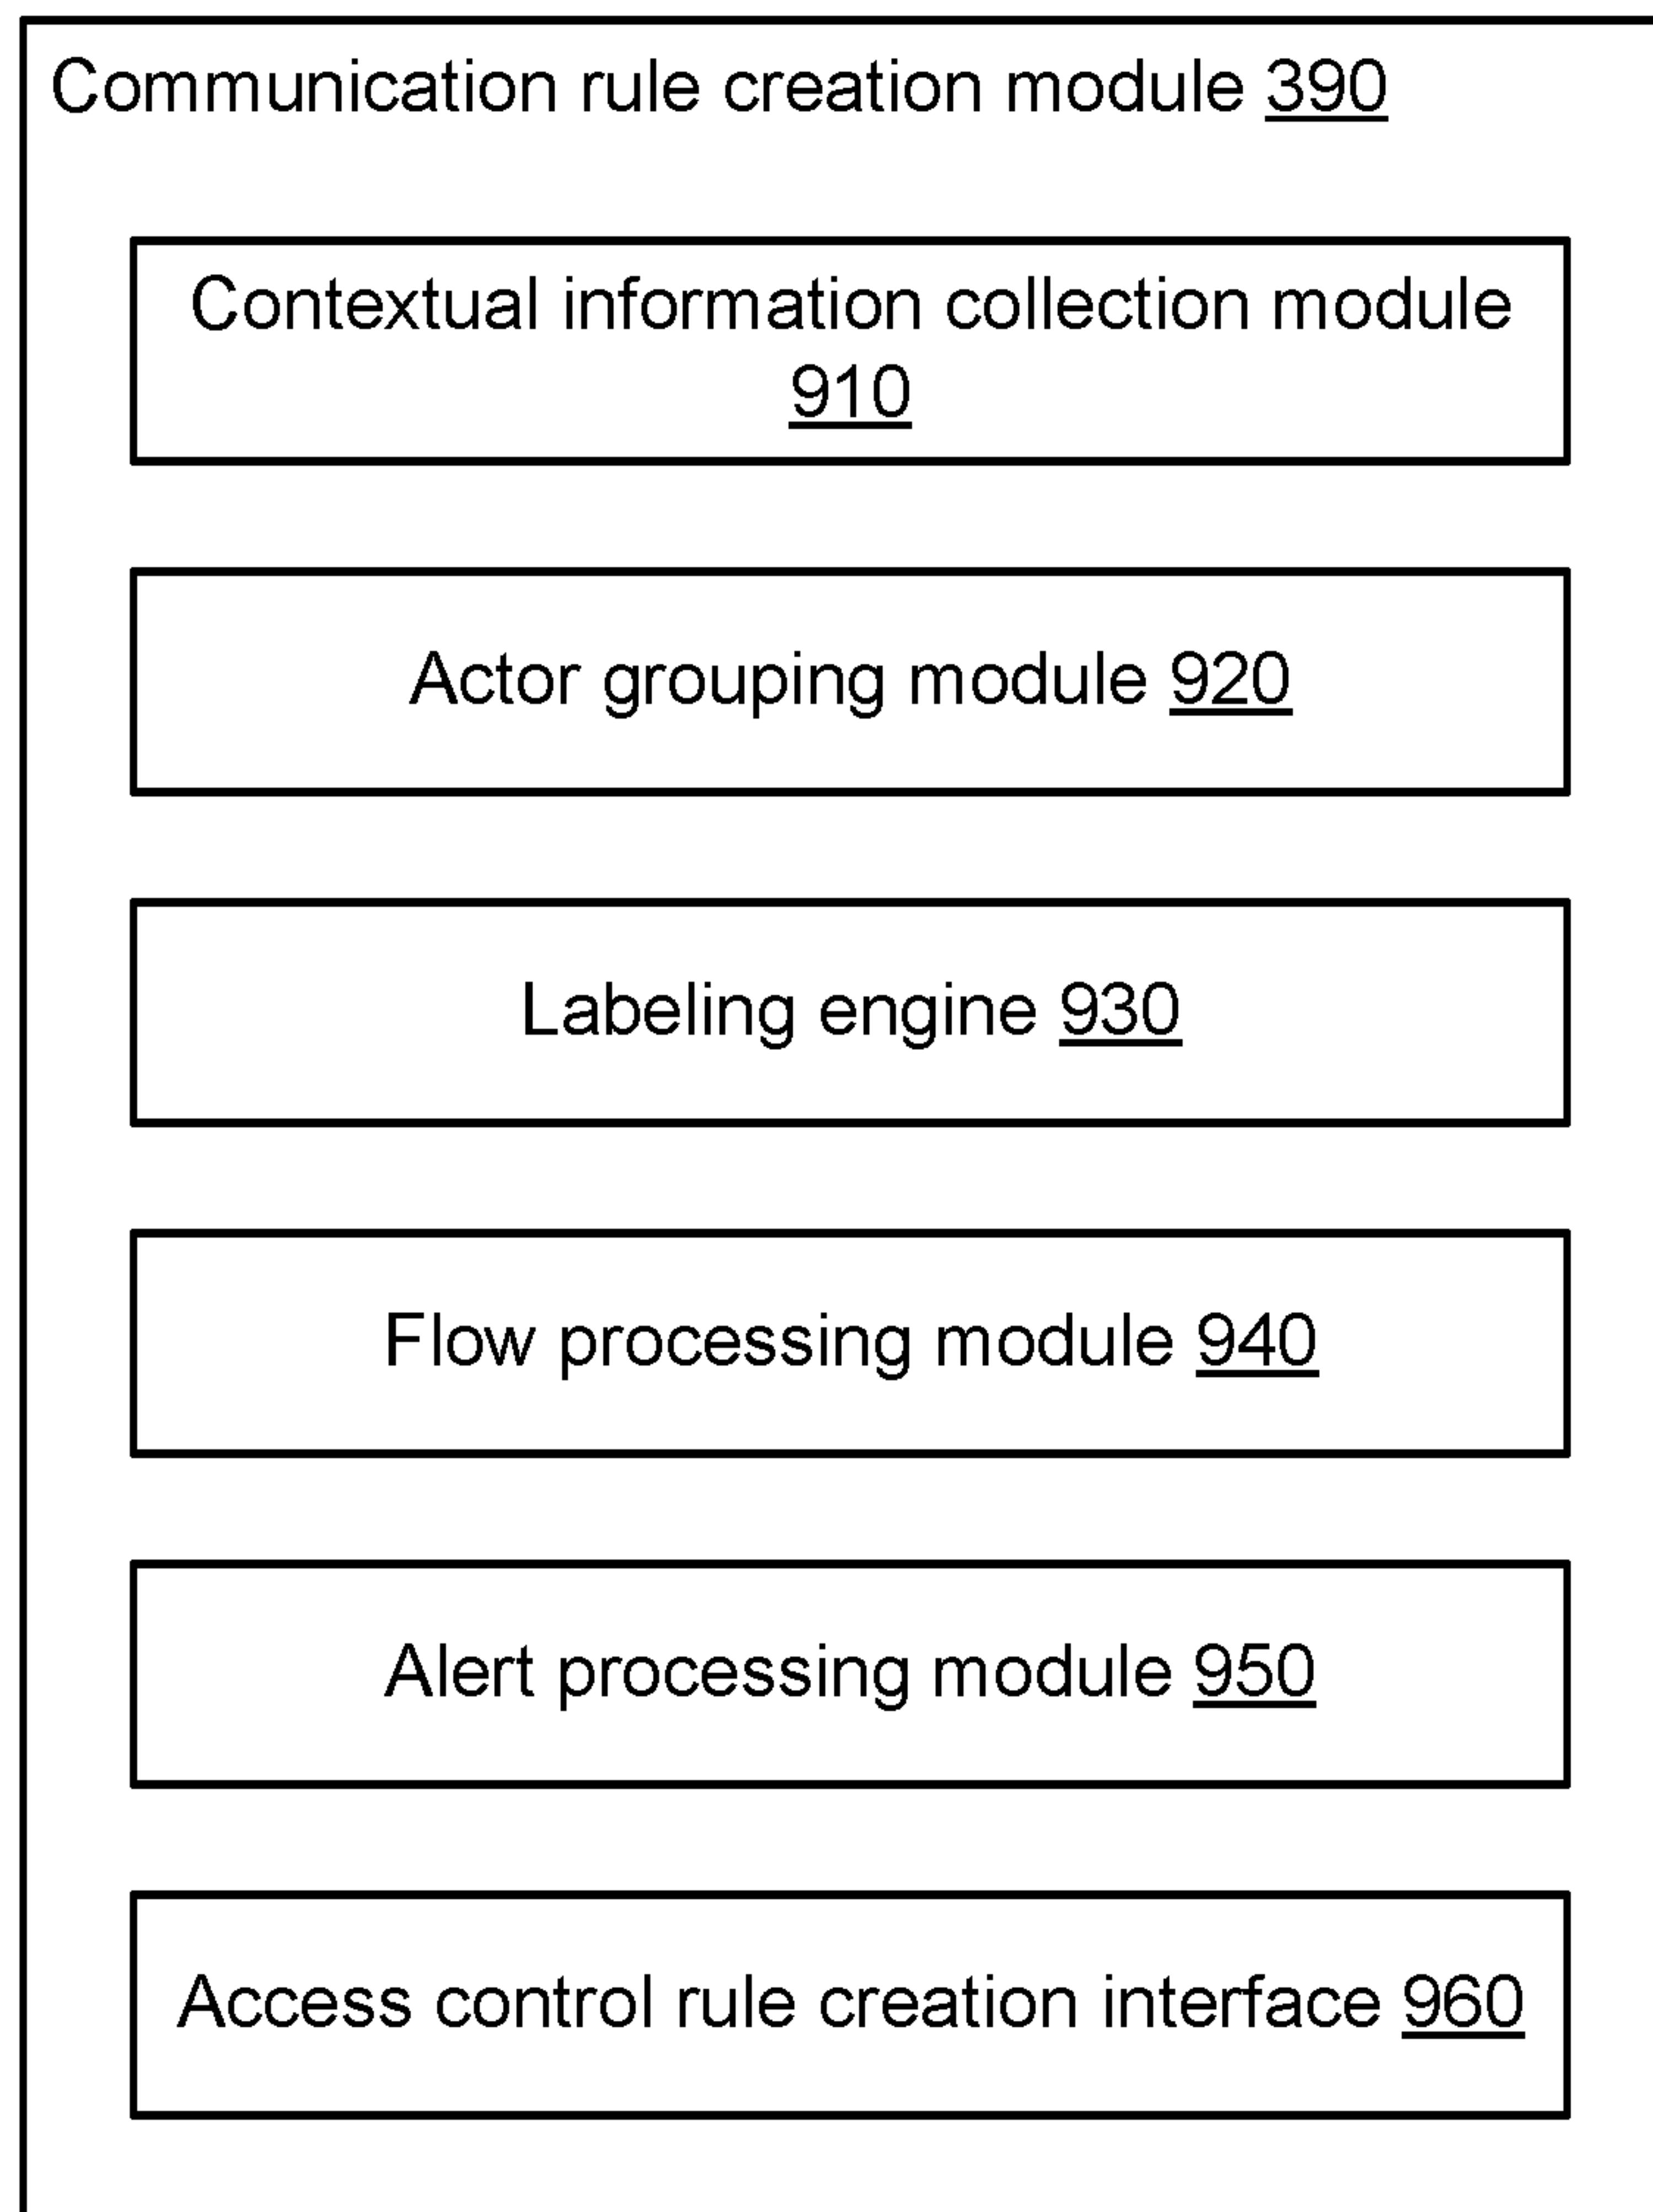 Communication rule creation module 390
Contextual information collection module
910
Actor grouping module 920
Labeling engine 930
Flow processing module 940
Alert processing module 950
Access control rule creation interface 960